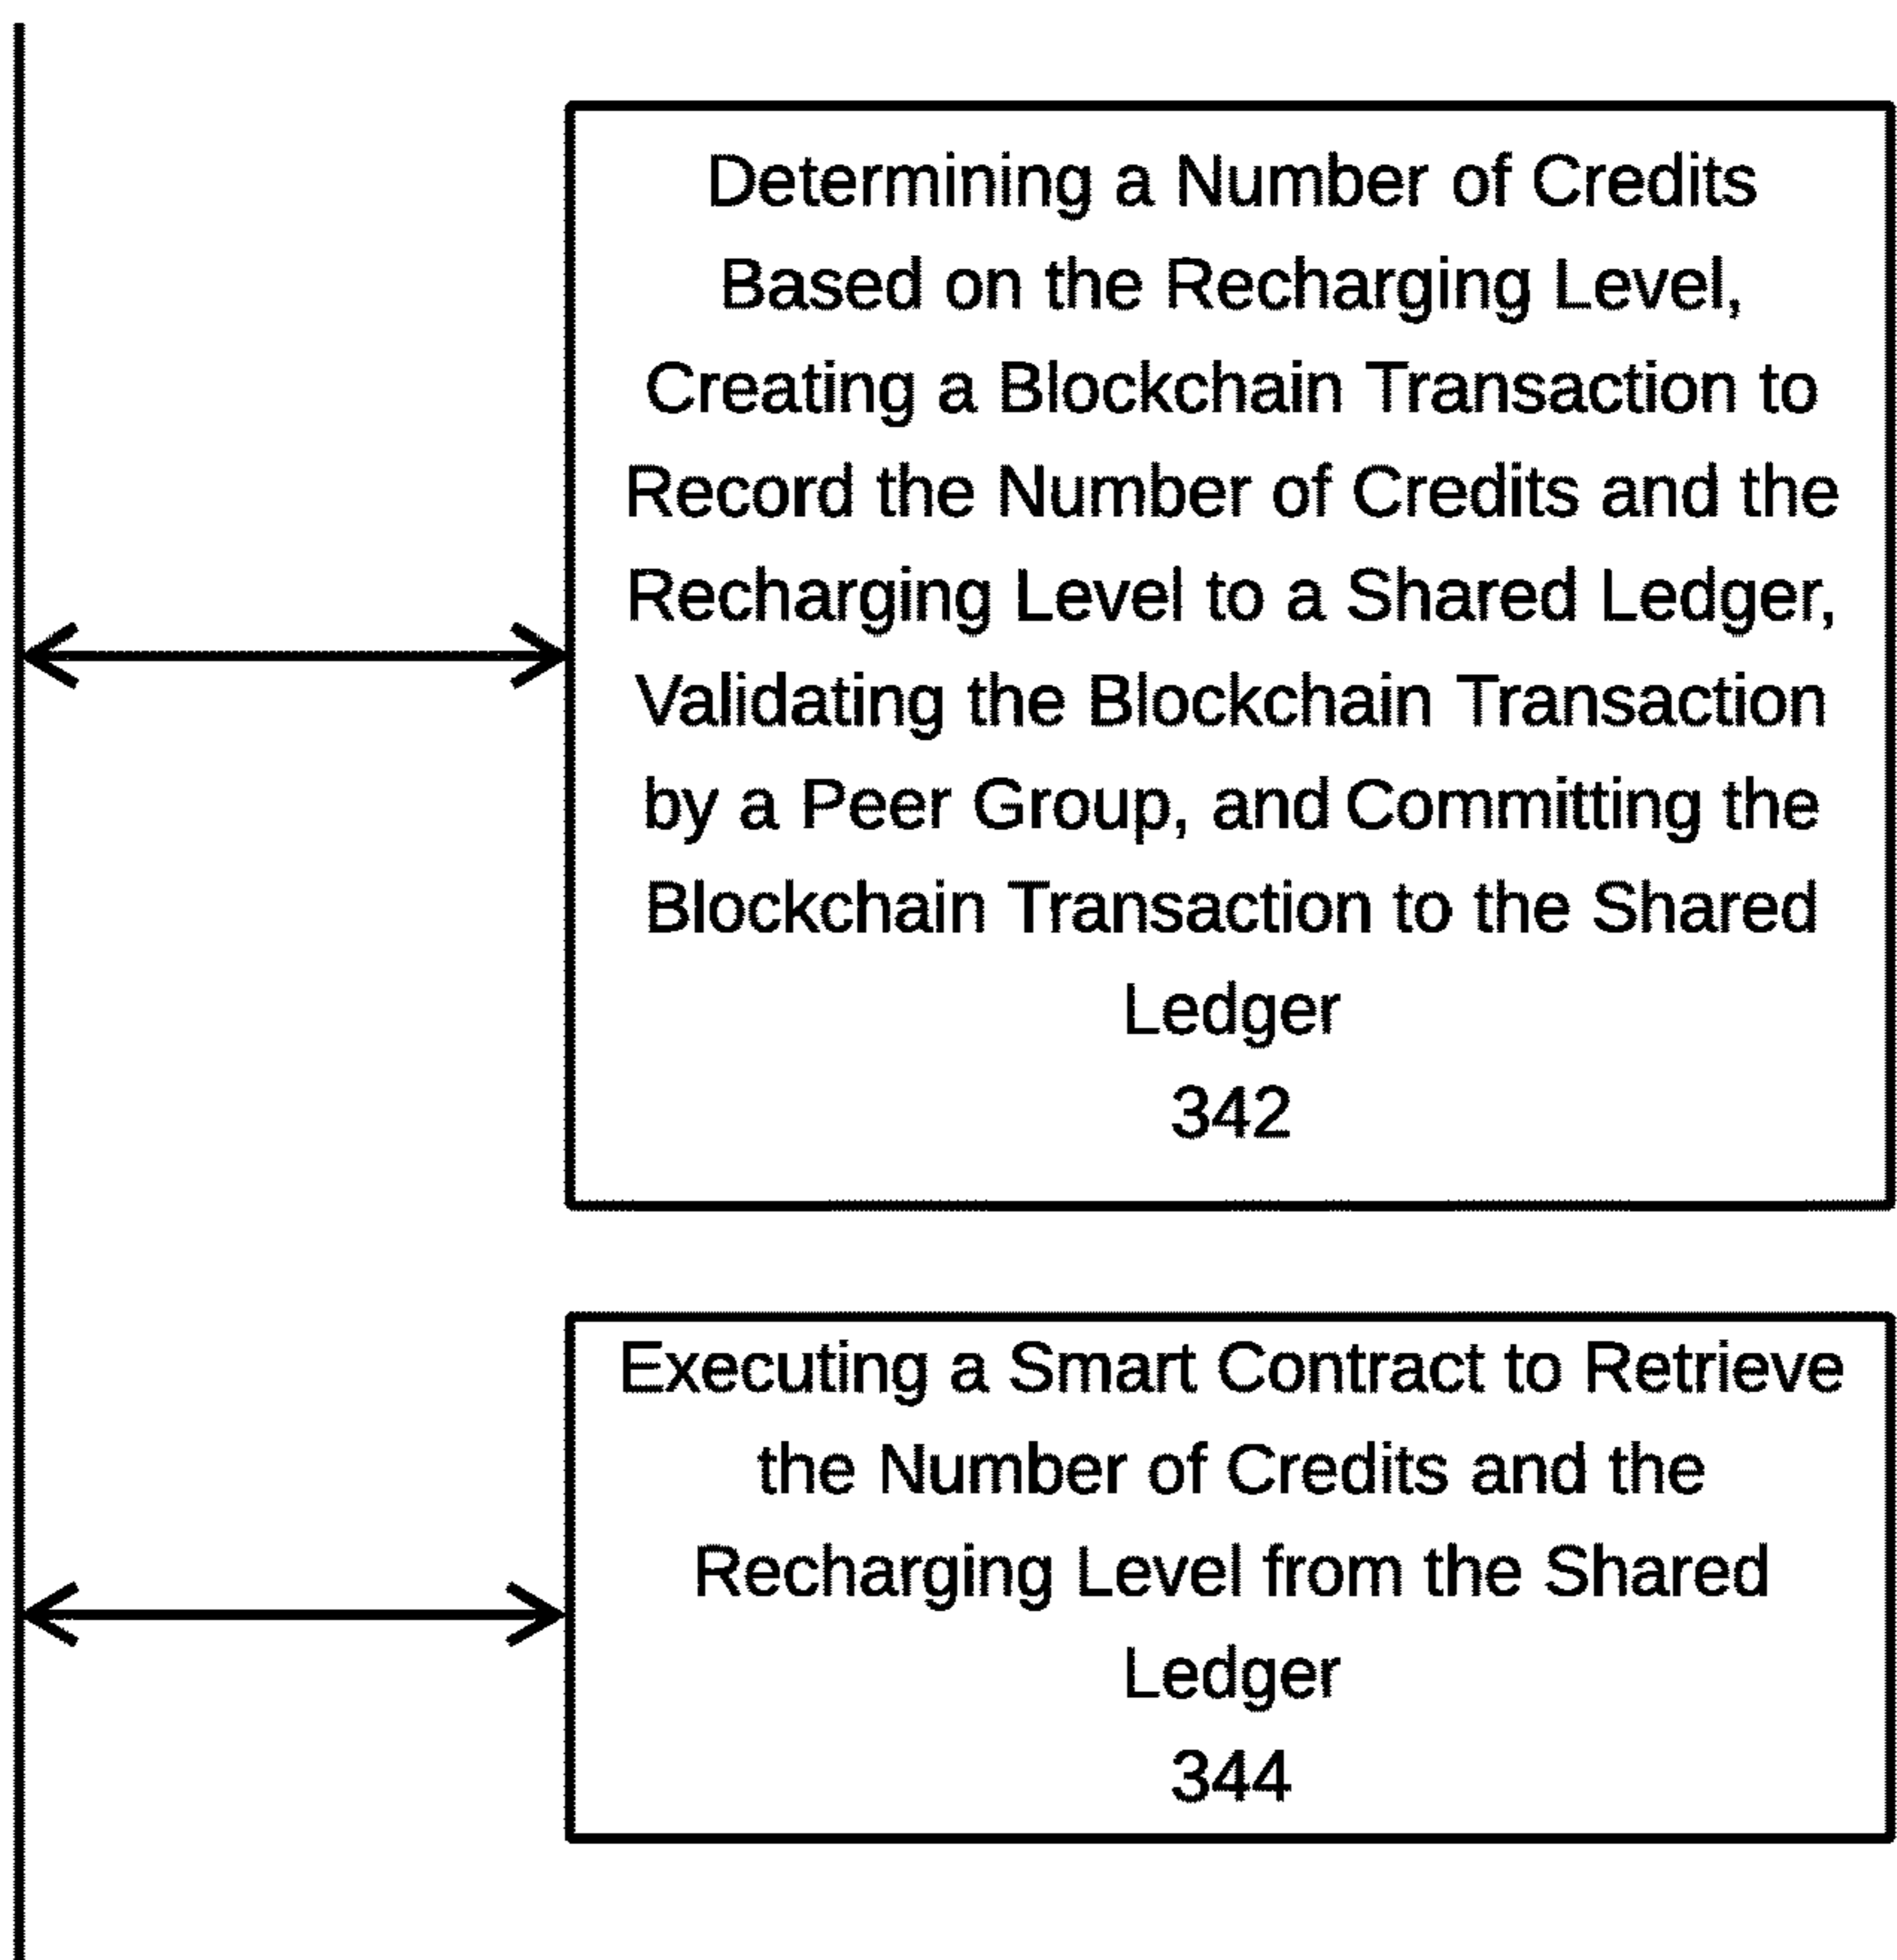 Determining a Number of Credits
Based on the Recharging Level,
Creating a Blockchain Transaction to
Record the Number of Credits and the
Recharging Level to a Shared Ledger,
Validating the Blockchain Transaction
by a Peer Group, and Committing the
Blockchain Transaction to the Shared
Ledger
342
Executing a Smart Contract to Retrieve
the Number of Credits and the
Recharging Level from the Shared
Ledger
344